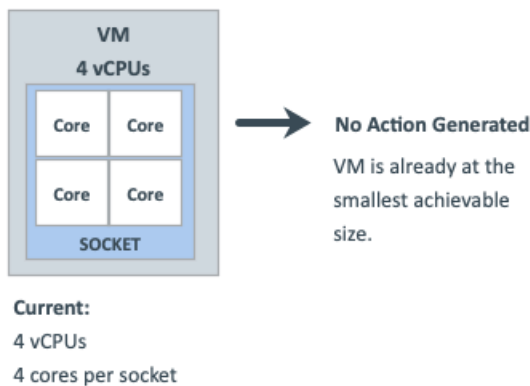 VM
4 vCPUs
Core Core
Core Core
SOCKET
No Action Generated
VM is already at the
smallest achievable
size.
Current:
4 vCPUs
4 cores per socket